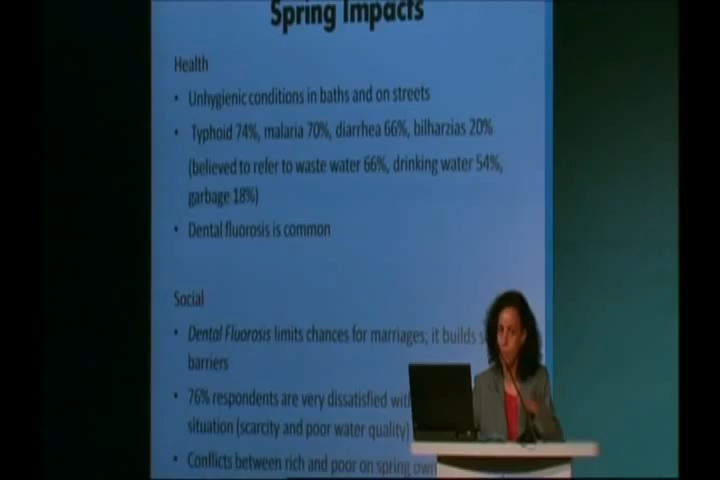 Spring Impacts
Health
• Unhygienic conditions in baths and on streets
• Typhoid 74%, malaria 70%, diarrhea 66%, bilharzias 20%
(believed to refer to waste water 66%, drinking water 54%,
garbage 18%)
• Dental fluorosis is common
Social
• Dental Fluorosis limits chances for marriages; it builds
barriers
• 76% respondents are very dissatisfied
situation (scarcity and poor water quality)
• Conflicts between rich and poor on spring